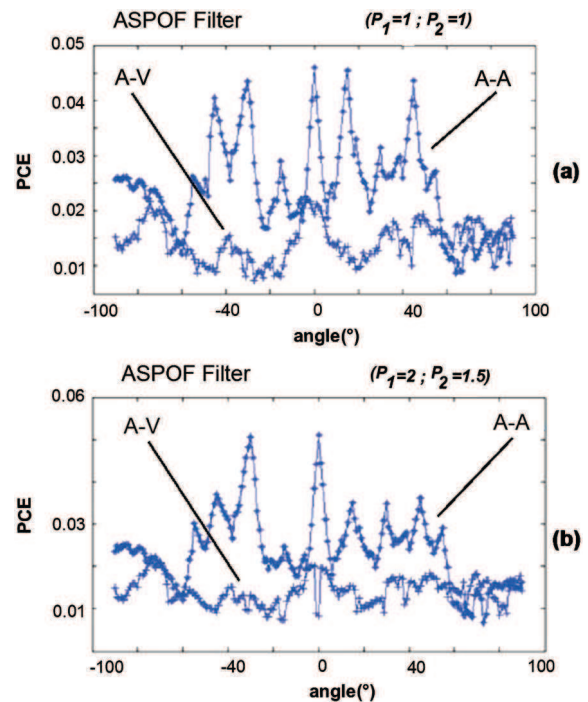 ASPOF Filter (P1=1 ; P2=1)
0.05
A-V
A-A
0.04
PCE
0.03
(a)
0.02
0.01
-100 -40 0 40 100
angle(°)
ASPOF Filter (P1=2 ; P2=1.5)
0.06
A-V
A-A
PCE
0.03
(b)
0.01
-100 -40 0 40 100
angle(°)